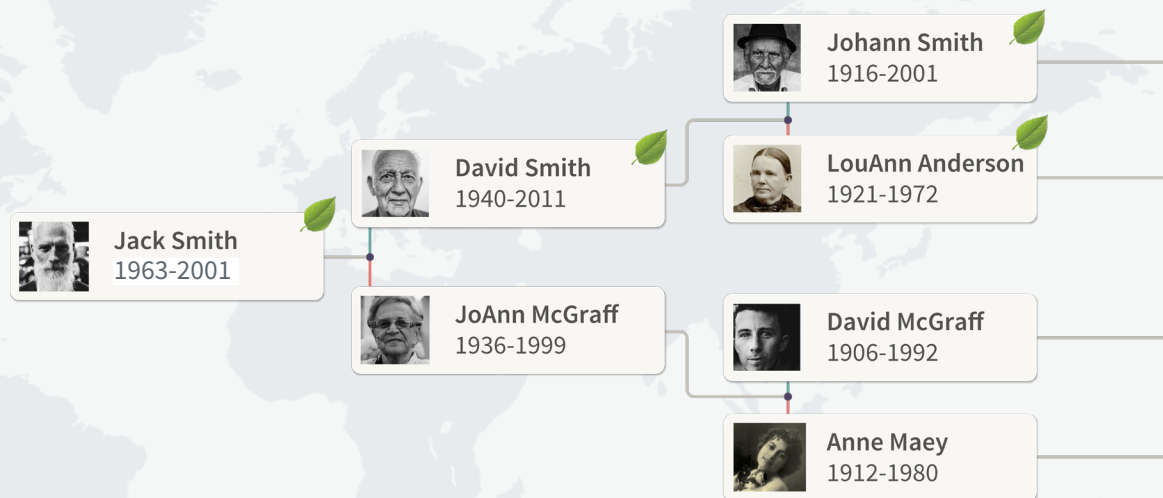 Johann Smith
1916-2001
LouAnn Anderson
1921-1972
David Smith
1940-2011
Jack Smith
1963-2001
JoAnn McGraff
1936-1999
David McGraff
1906-1992
Anne Maey
1912-1980